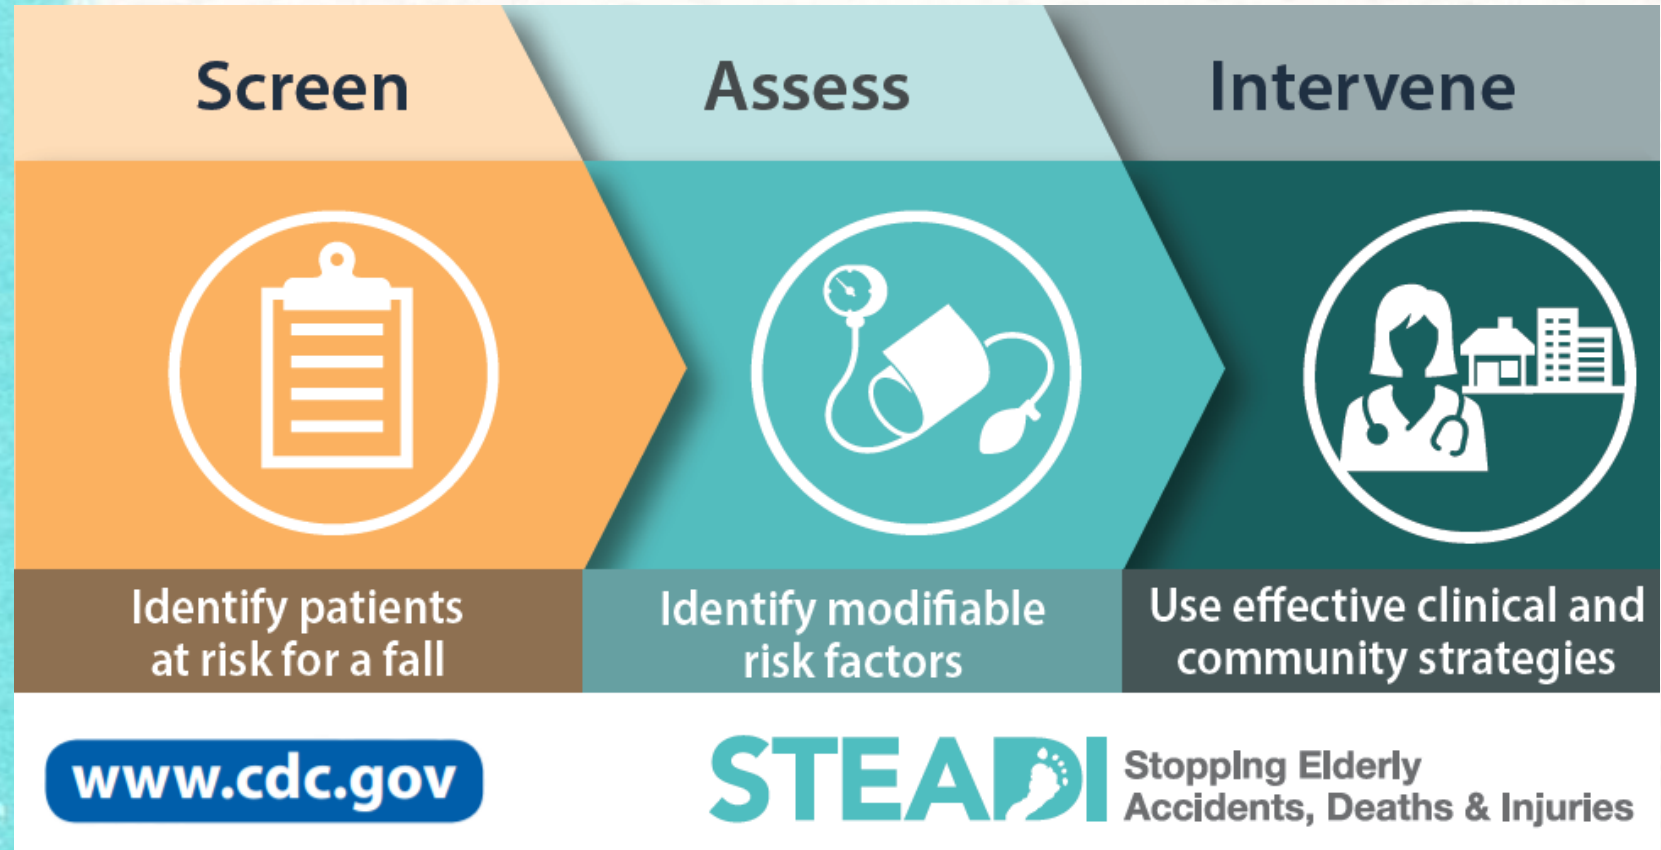 Screen
Assess
Intervene
Identify patients
at risk for a fall
Identify modifiable
risk factors
Use effective clinical and
community strategies
www.cdc.gov
STEADI
StoppIng Elderly
Accidents, Deaths & Injuries